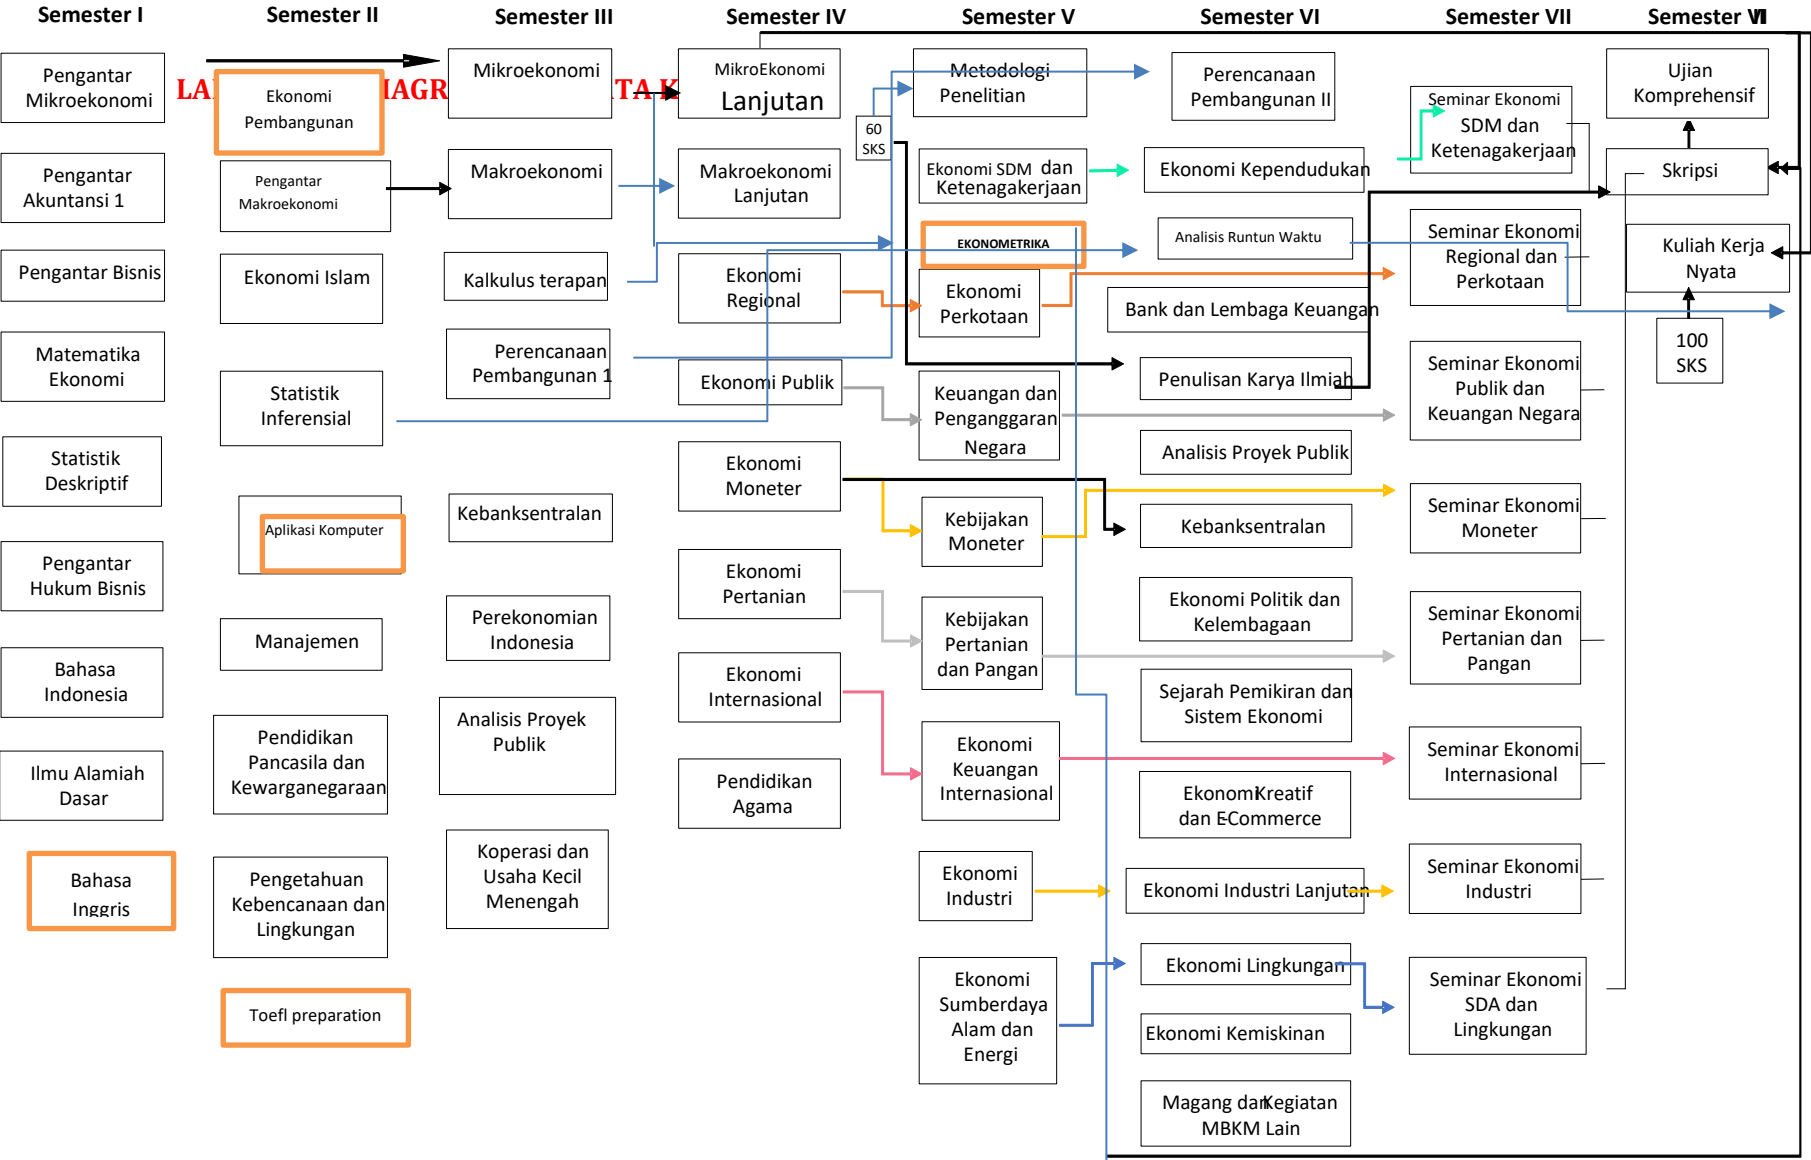 Semester I
Semester II
Semester III
Semester IV
Semester V
Semester VI
Semester VII
Semester VIII
Pengantar
Mikroekonomi
Pengantar
Akuntansi 1
Pengantar Bisnis
Matematika
Ekonomi
Statistik
Deskriptif
Pengantar
Hukum Bisnis
Bahasa
Indonesia
Ilmu Alamiah
Dasar
Bahasa
Inggris
LA IAGR TA K
Ekonomi
Pembangunan
Pengantar
Makroekonomi
Ekonomi Islam
Statistik
Inferensial
Aplikasi Komputer
Manajemen
Pendidikan
Pancasila dan
Kewarganegaraan
Pengetahuan
Kebencanaan dan
Lingkungan
Toefl preparation
Mikroekonomi
Makroekonomi
Kalkulus terapan
Perencanaan
Pembangunan 1
Kebanksentralan
Perekonomian
Indonesia
Analisis Proyek
Publik
Koperasi dan
Usaha Kecil
Menengah
MikroEkonomi
Lanjutan
Makroekonomi
Lanjutan
Ekonomi
Regional
Ekonomi Publik
Ekonomi
Moneter
Ekonomi
Pertanian
Ekonomi
Internasional
Pendidikan
Agama
60
SKS
Metodologi
Penelitian
Ekonomi SDM dan
Ketenagakerjaan
EKONOMETRIKA
Ekonomi
Perkotaan
Keuangan dan
Penganggaran
Negara
Kebijakan
Moneter
Kebijakan
Pertanian
dan Pangan
Ekonomi
Keuangan
Internasional
Ekonomi
Industri
Ekonomi
Sumberdaya
Alam dan
Energi
Perencanaan
Pembangunan II
Ekonomi Kependudukan
Analisis Runtun Waktu
Bank dan Lembaga Keuangan
Penulisan Karya Ilmiah
Analisis Proyek Publik
Kebanksentralan
Ekonomi Politik dan
Kelembagaan
Sejarah Pemikiran dan
Sistem Ekonomi
Ekonomi Kreatif
dan E-Commerce
Ekonomi Industri Lanjutan
Ekonomi Lingkungan
Ekonomi Kemiskinan
Magang dan Kegiatan
MBKM Lain
Seminar Ekonomi
SDM dan
Ketenagakerjaan
Seminar Ekonomi
Regional dan
Perkotaan
Seminar Ekonomi
Publik dan
Keuangan Negara
Seminar Ekonomi
Moneter
Seminar Ekonomi
Pertanian dan
Pangan
Seminar Ekonomi
Internasional
Seminar Ekonomi
Industri
Seminar Ekonomi
SDA dan
Lingkungan
Ujian
Komprehensif
Skripsi
Kuliah Kerja
Nyata
100
SKS